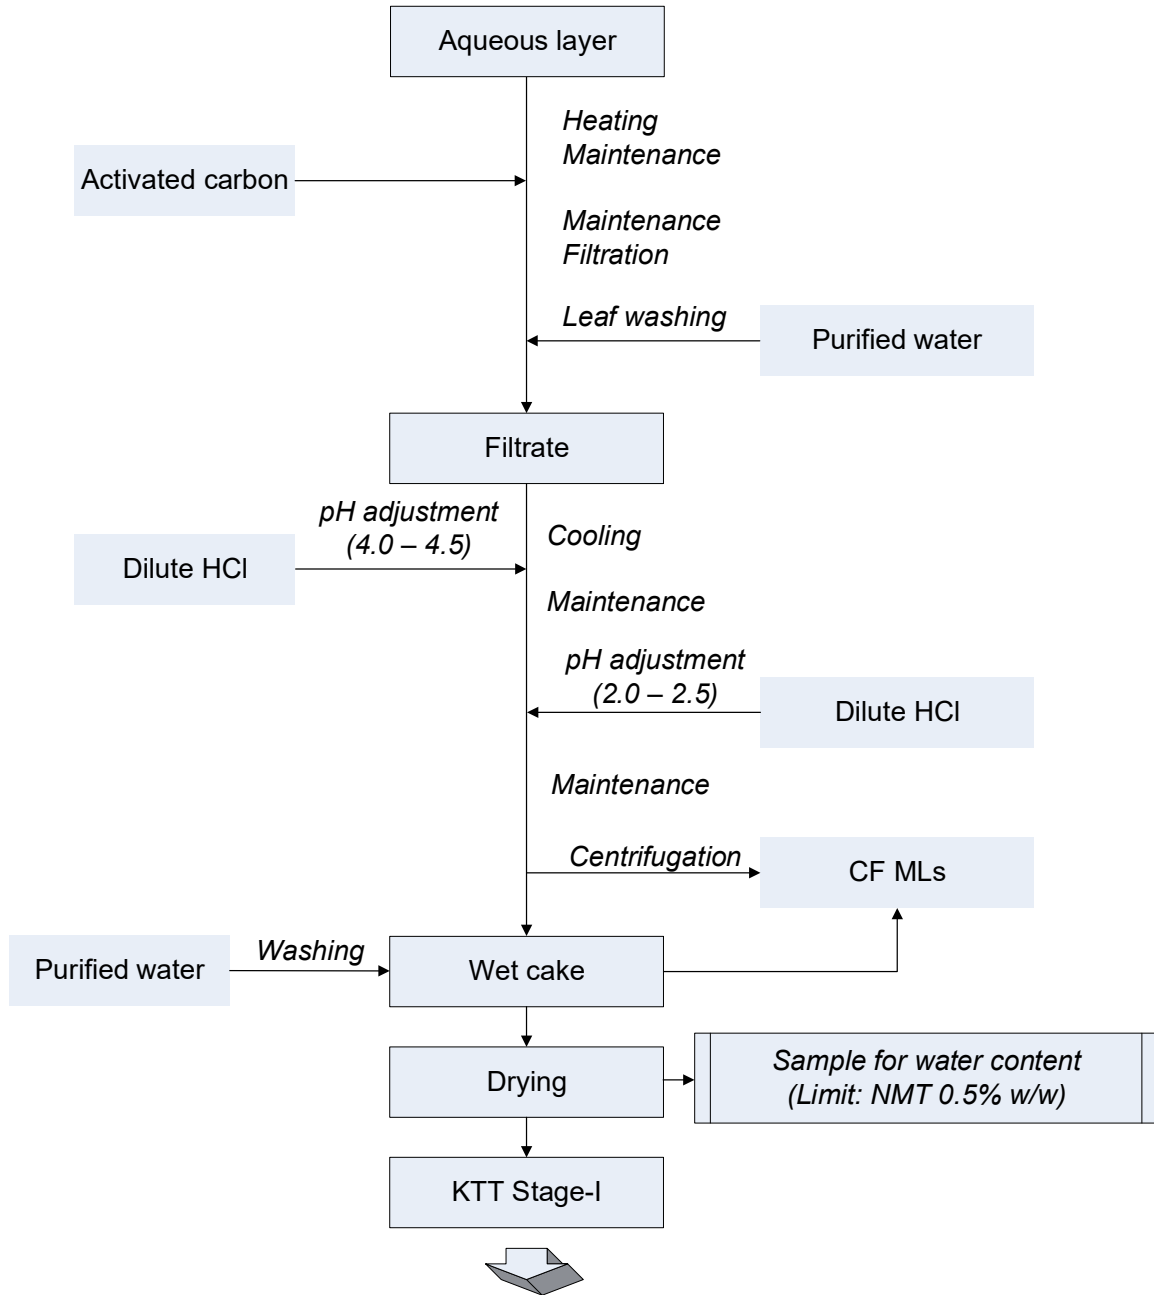 Aqueous layer
Heating
Maintenance
Activated carbon
Maintenance
Filtration
Leaf washing
Purified water
Filtrate
pH adjustment
(4.0 – 4.5)
Cooling
Dilute HCl
Maintenance
pH adjustment
(2.0 – 2.5)
Dilute HCl
Maintenance
Centrifugation
CF MLs
Purified water
Washing
Wet cake
Drying
Sample for water content
(Limit: NMT 0.5% w/w)
KTT Stage-I